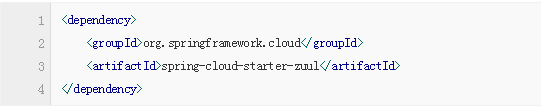 1 <dependency>
2     <groupId>org.springframework.cloud</groupId>
3     <artifactId>spring-cloud-starter-zuul</artifactId>
4 </dependency>